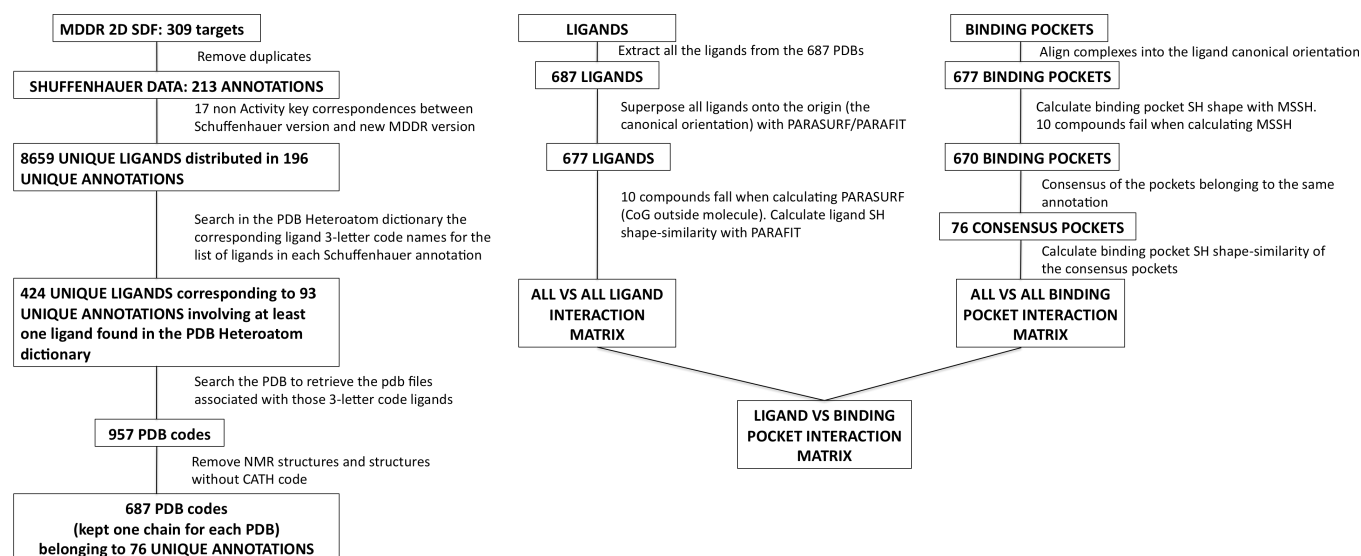 MDDR 2D SDF: 309 targets
Remove duplicates
SHUFFENHAUER DATA: 213 ANNOTATIONS
17 non Activity key correspondences between
Schuffenhauer version and new MDDR version
8659 UNIQUE LIGANDS distributed in 196
UNIQUE ANNOTATIONS
Search in the PDB Heteroatom dictionary the
corresponding ligand 3-letter code names for the
list of ligands in each Schuffenhauer annotation
424 UNIQUE LIGANDS corresponding to 93
UNIQUE ANNOTATIONS involving at least
one ligand found in the PDB Heteroatom
dictionary
Search the PDB to retrieve the pdb files
associated with those 3-letter code ligands
957 PDB codes
Remove NMR structures and structures
without CATH code
687 PDB codes
(kept one chain for each PDB)
belonging to 76 UNIQUE ANNOTATIONS
LIGANDS
Extract all the ligands from the 687 PDBs
687 LIGANDS
Superpose all ligands onto the origin (the
canonical orientation) with PARASURF/PARAFIT
677 LIGANDS
10 compounds fall when calculating PARASURF
(CoG outside molecule). Calculate ligand SH
shape-similarity with PARAFIT
ALL VS ALL LIGAND
INTERACTION
MATRIX
BINDING POCKETS
Align complexes into the ligand canonical orientation
677 BINDING POCKETS
Calculate binding pocket SH shape with MSSH.
10 compounds fail when calculating MSSH
670 BINDING POCKETS
Consensus of the pockets belonging to the same
annotation
76 CONSENSUS POCKETS
Calculate binding pocket SH shape-similarity of
the consensus pockets
ALL VS ALL BINDING
POCKET INTERACTION
MATRIX
LIGAND VS BINDING
POCKET INTERACTION
MATRIX